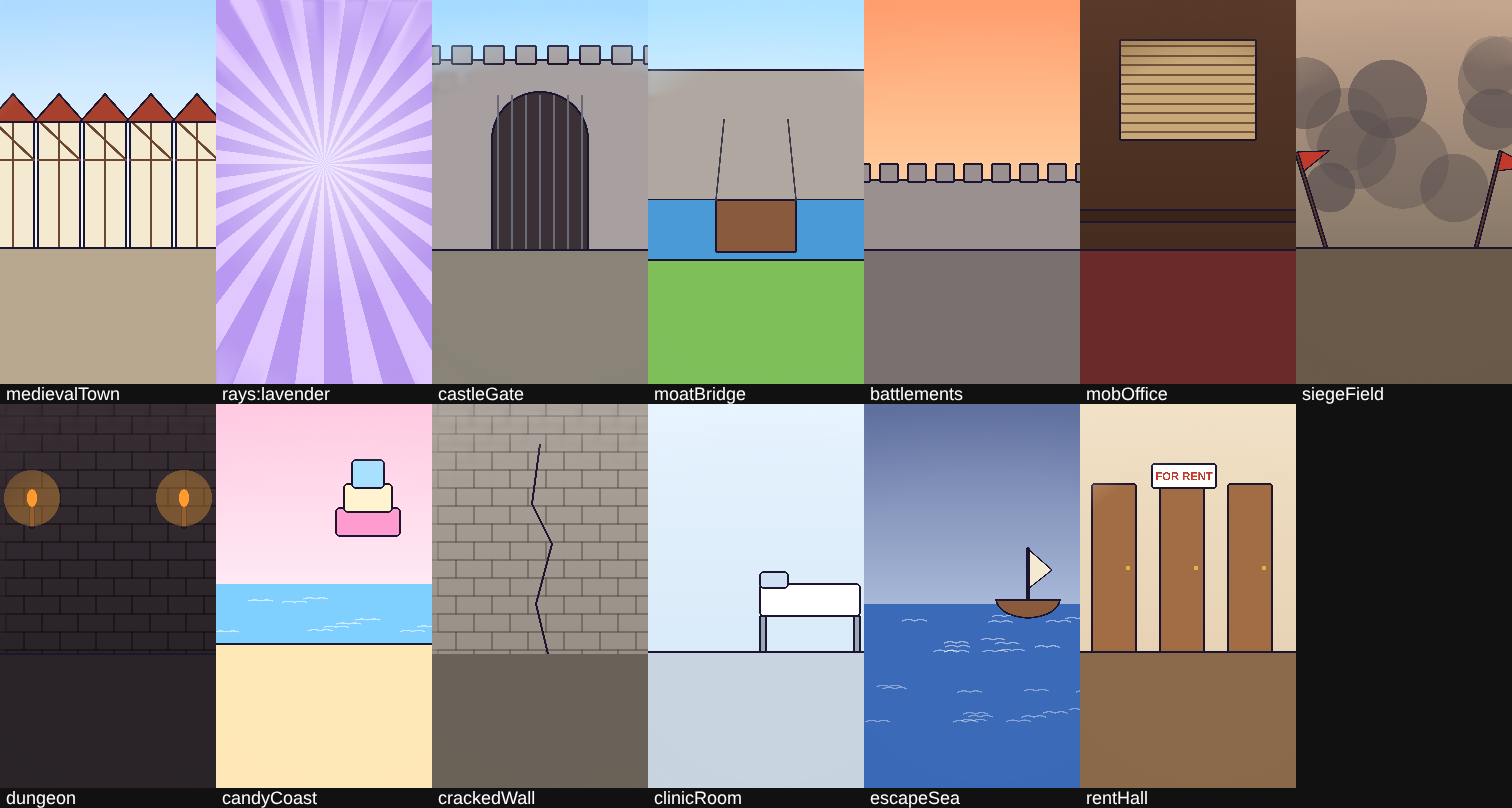 medievalTown
rays:lavender
castleGate
moatBridge
battlements
mobOffice
siegeField
FOR RENT
dungeon
candyCoast
crackedWall
clinicRoom
escapeSea
rentHall